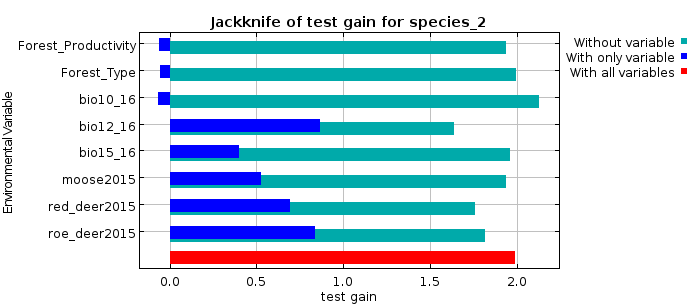 Jackknife of test gain for species_2
Environmental Variable
Forest_Productivity
Forest_Type
bio10_16
bio12_16
bio15_16
moose2015
red_deer2015
roe_deer2015
0.0 0.5 1.0 1.5 2.0
test gain
Without variable
With only variable
With all variables